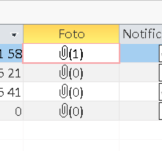 Foto Notific
1 58 (1)
5 21 (0)
5 41 (0)
0 (0)